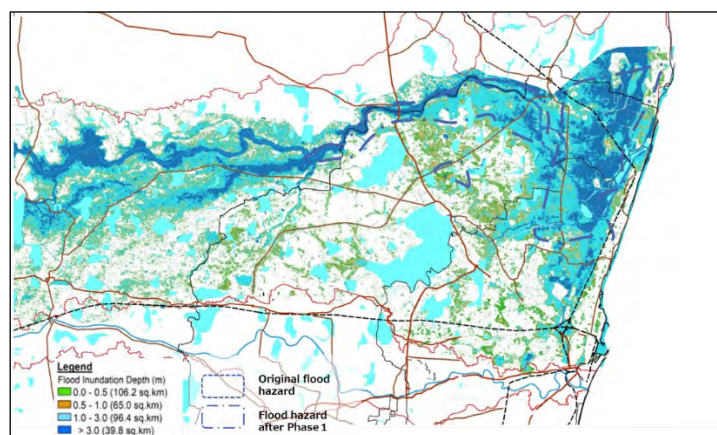 Legend
Flood Inundation Depth (m)
0.0 - 0.5 (106.2 sq.km)
0.5 - 1.0 (65.0 sq.km)
1.0 - 3.0 (96.4 sq.km)
> 3.0 (39.8 sq.km)
Original flood
hazard
Flood hazard
after Phase 1